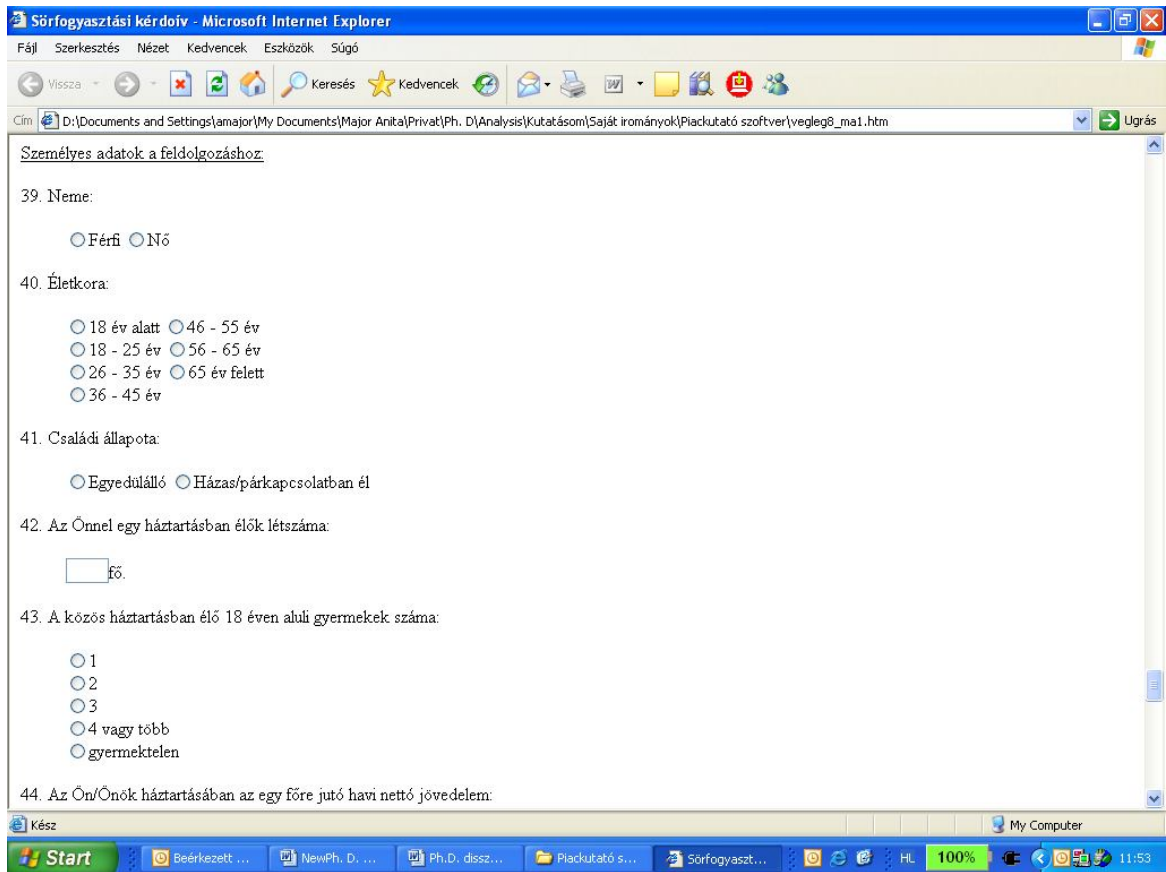 Sörfogyasztási kérdoív - Microsoft Internet Explorer
Fájl Szerkesztés Nézet Kedvencek Eszközök Súgó
Vissza Keresés Kedvencek
Cím D:\Documents and Settings\amajor\My Documents\Major Anita\Privat\Ph. D\Analysis\Kutatásom\Saját irományok\Piackutató szoftver\vegleg8_ma1.htm Ugrás
Személyes adatok a feldolgozáshoz:
39. Neme:
Férfi Nő
40. Életkora:
18 év alatt 46 - 55 év
18 - 25 év 56 - 65 év
26 - 35 év 65 év felett
36 - 45 év
41. Családi állapota:
Egyedülálló Házas/párkapcsolatban él
42. Az Önnel egy háztartásban élők létszáma:
fő.
43. A közös háztartásban élő 18 éven aluli gyermekek száma:
1
2
3
4 vagy több
gyermektelen
44. Az Ön/Önök háztartásában az egy főre jutó havi nettó jövedelem:
Kész My Computer
Start Beérkezett ... NewPh. D. ... Ph.D. dissz... Piackutató s... Sörfogyaszt... HL 100% 11:53